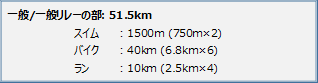 一般/一般リレーの部: 51.5km
スイム : 1500m (750m×2)
バイク : 40km (6.8km×6)
ラン : 10km (2.5km×4)